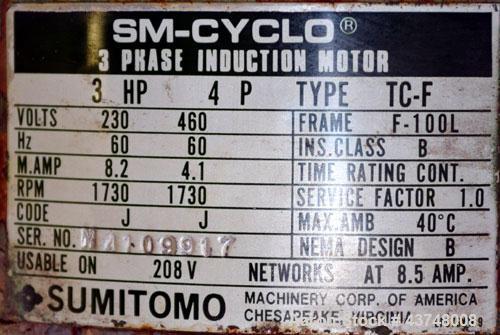 SM-CYCLO®
3 PHASE INDUCTION MOTOR
3 HP 4 P TYPE TC-F
VOLTS 230 460 FRAME F-100L
Hz 60 60 INS.CLASS B
M.AMP 8.2 4.1 TIME RATING CONT.
RPM 1730 1730 SERVICE FACTOR 1.0
CODE J J MAX.AMB 40°C
SER. NO. NEMA DESIGN B
USABLE ON 208 V NETWORKS AT 8.5 AMP.
SUMITOMO MACHINERY CORP. OF AMERICA
CHESAPEAKE, VIRGINIA
43748008